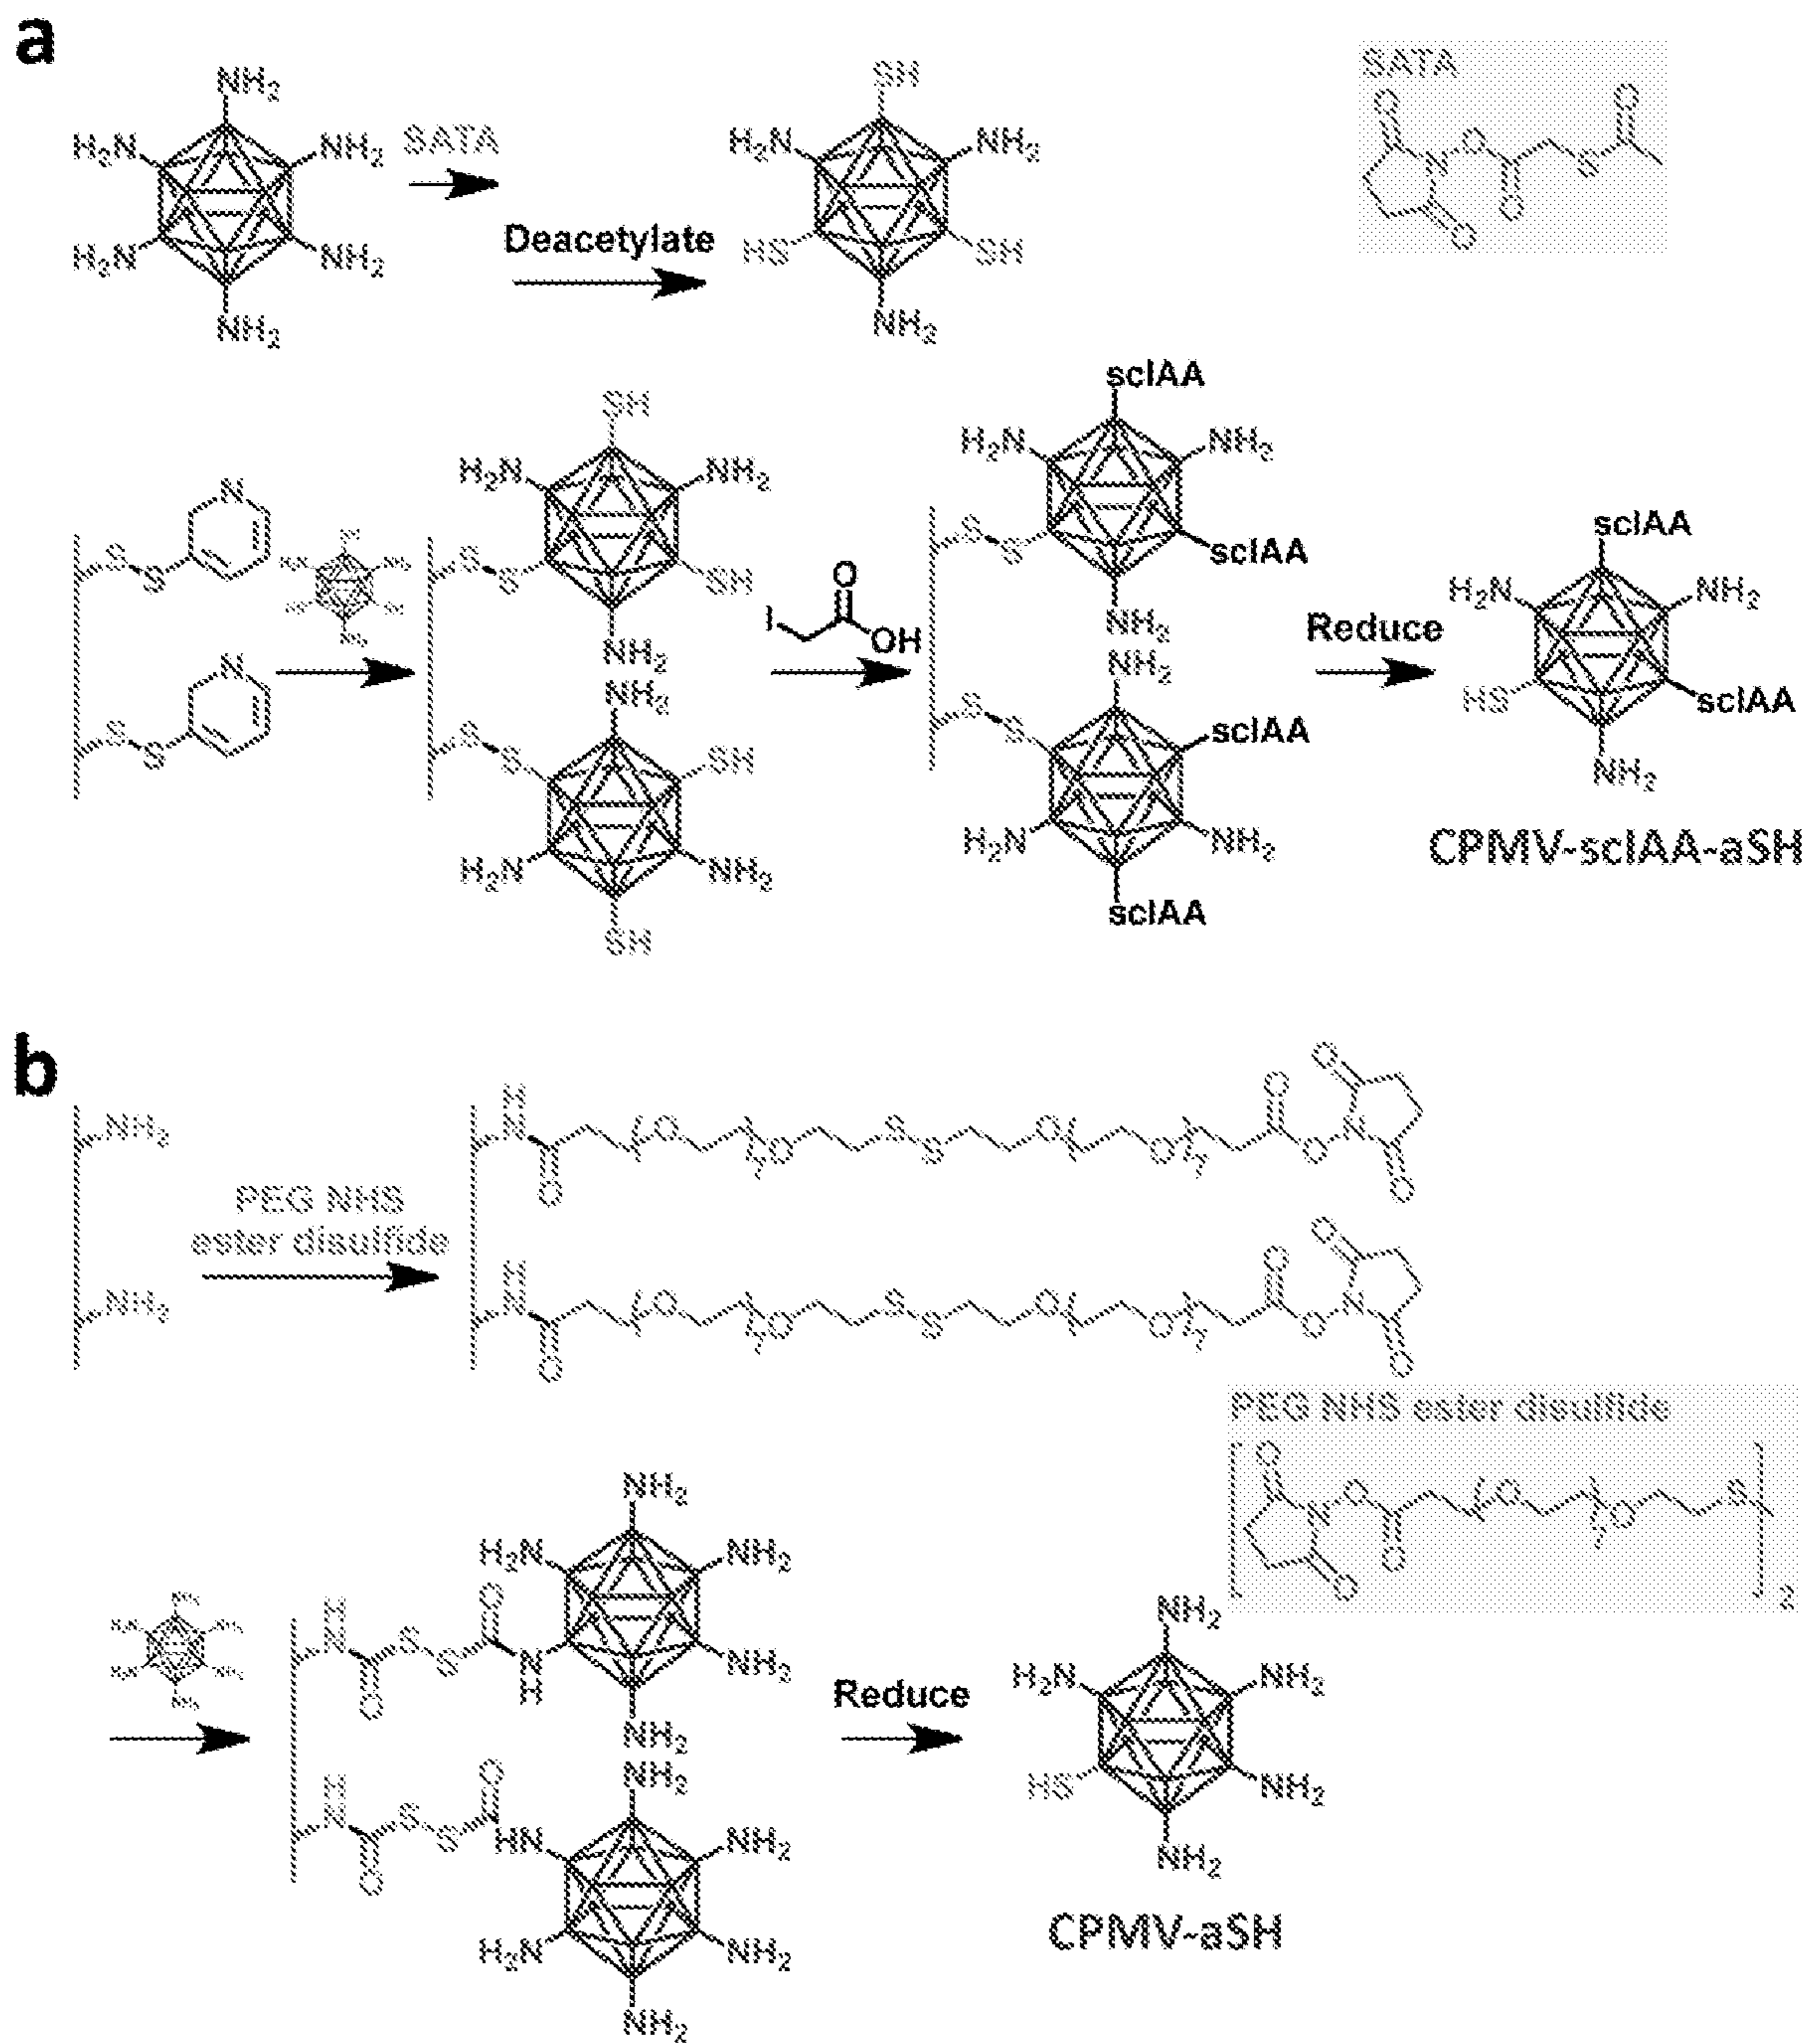 a
NH2
H2N NH2
H2N NH2
NH2
SATA
Deacetylate
SH
H2N NH2
HS SH
NH2
SATA
O O
N O S
O O
N
S S
N
S S
SH
H2N NH2
S S SH
NH2
NH2
S S SH
H2N NH2
SH
O
I OH
sclAA
H2N NH2
S S sclAA
NH2
NH2
S S sclAA
H2N NH2
sclAA
Reduce
sclAA
H2N NH2
HS sclAA
NH2
CPMV-sclAA-aSH
b
NH2
NH2
PEG NHS
ester disulfide
H
N O O S S O O O O N O
O 7 7 O
H
N O O S S O O O O N O
O 7 7 O
PEG NHS ester disulfide
O
N O O O S
O O 7
2
NH2
H2N NH2
H O
N S S N NH2
O H
NH2
NH2
H O
N S S HN NH2
O
H2N NH2
NH2
Reduce
NH2
H2N NH2
HS NH2
NH2
CPMV-aSH